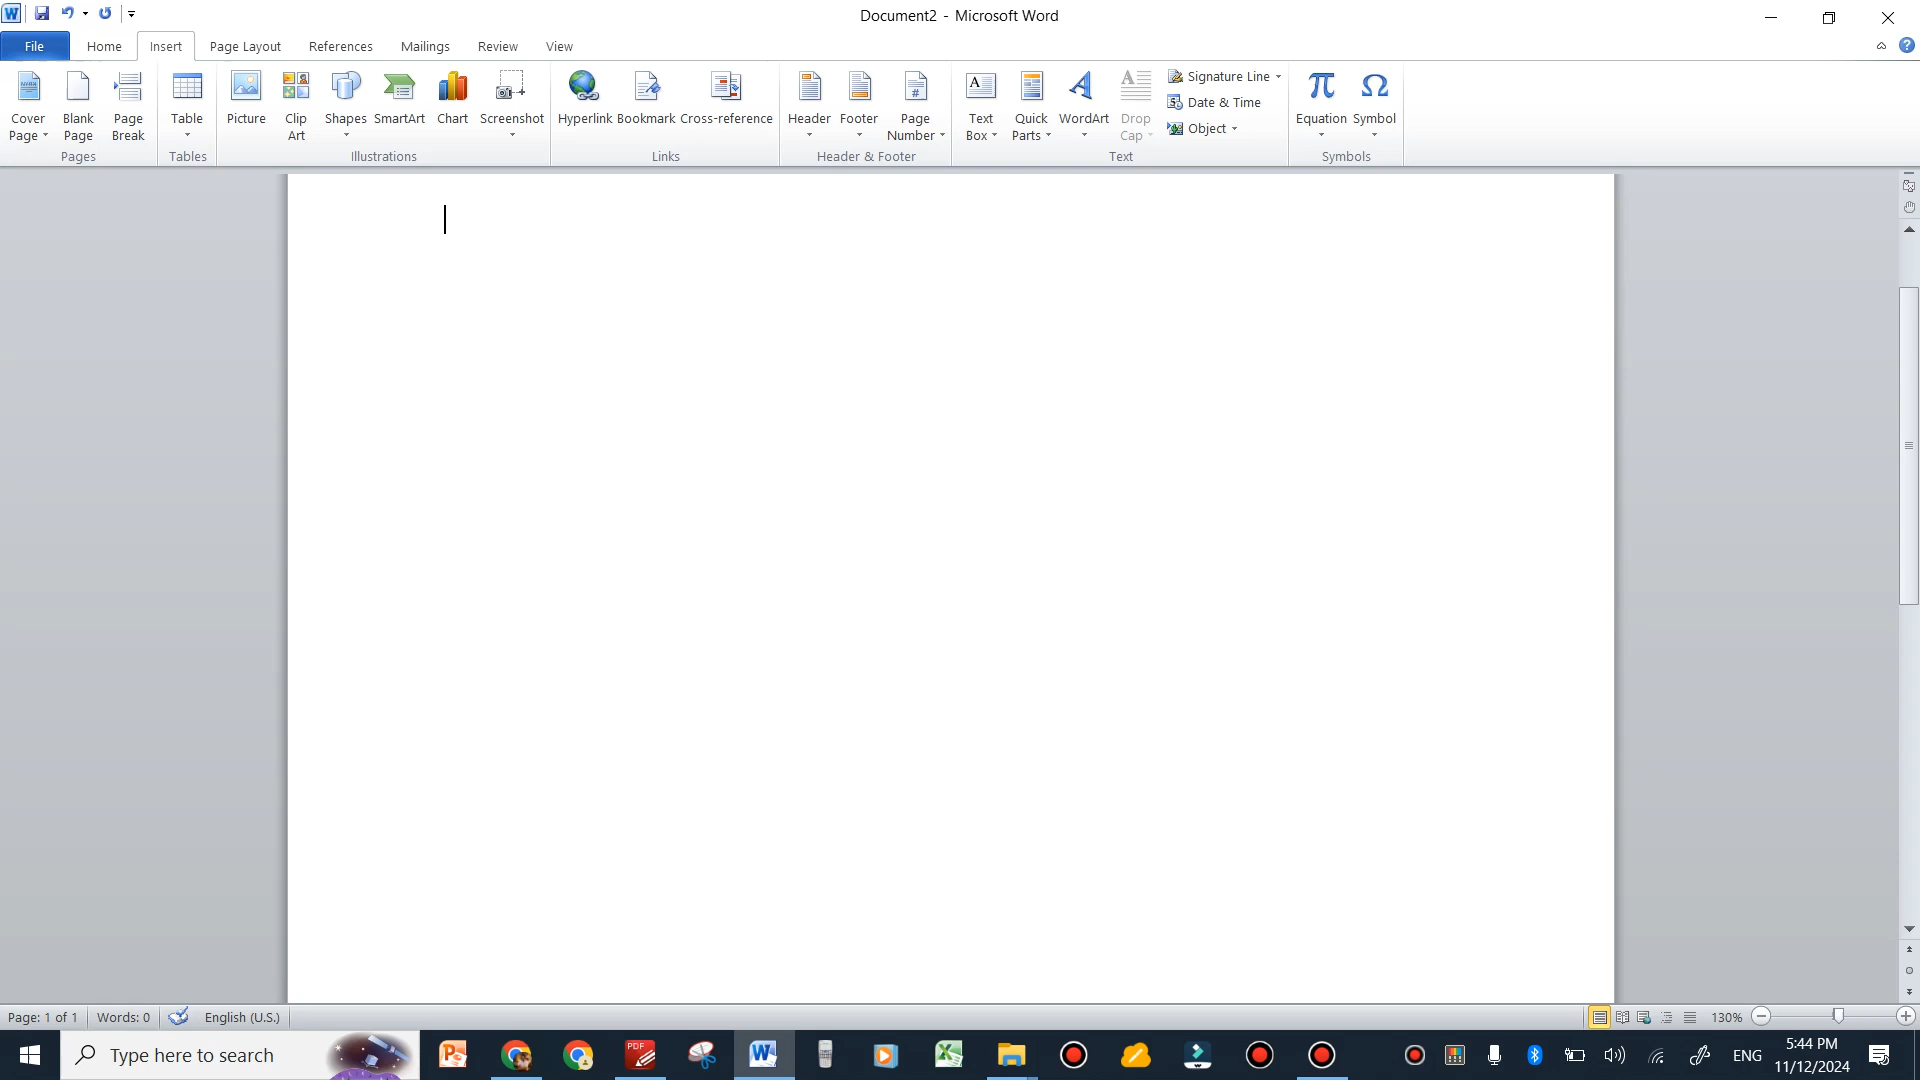 Document2 - Microsoft Word
File Home Insert Page Layout References Mailings Review View
Cover Page
Blank Page
Page Break
Pages
Table
Tables
Picture
Clip Art
Shapes
SmartArt
Chart
Screenshot
Illustrations
Hyperlink
Bookmark
Cross-reference
Links
Header
Footer
Page Number
Header & Footer
Text Box
Quick Parts
WordArt
Drop Cap
Signature Line
Date & Time
Object
Text
Equation
Symbol
Symbols
Page: 1 of 1 Words: 0 English (U.S.) 130%
Type here to search
ENG
5:44 PM
11/12/2024